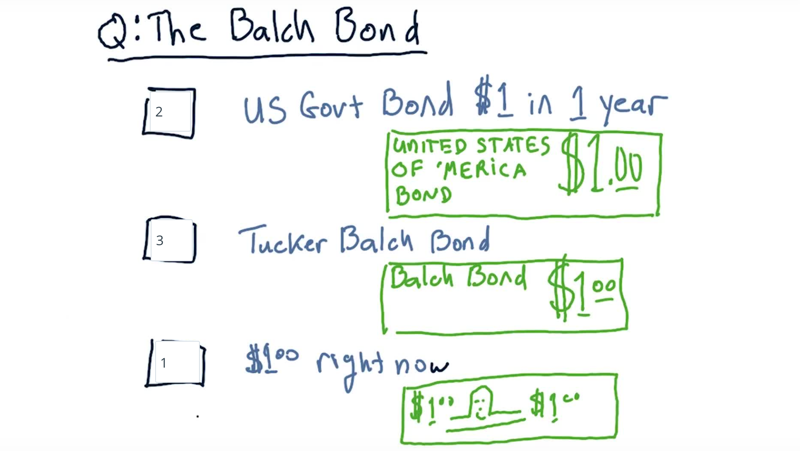 Q: The Balch Bond
2
US Govt Bond $1 in 1 year
UNITED STATES
OF 'MERICA
BOND
$1.00
3
Tucker Balch Bond
Balch Bond $1.00
1
$1.00 right now
$1.00 $1.00